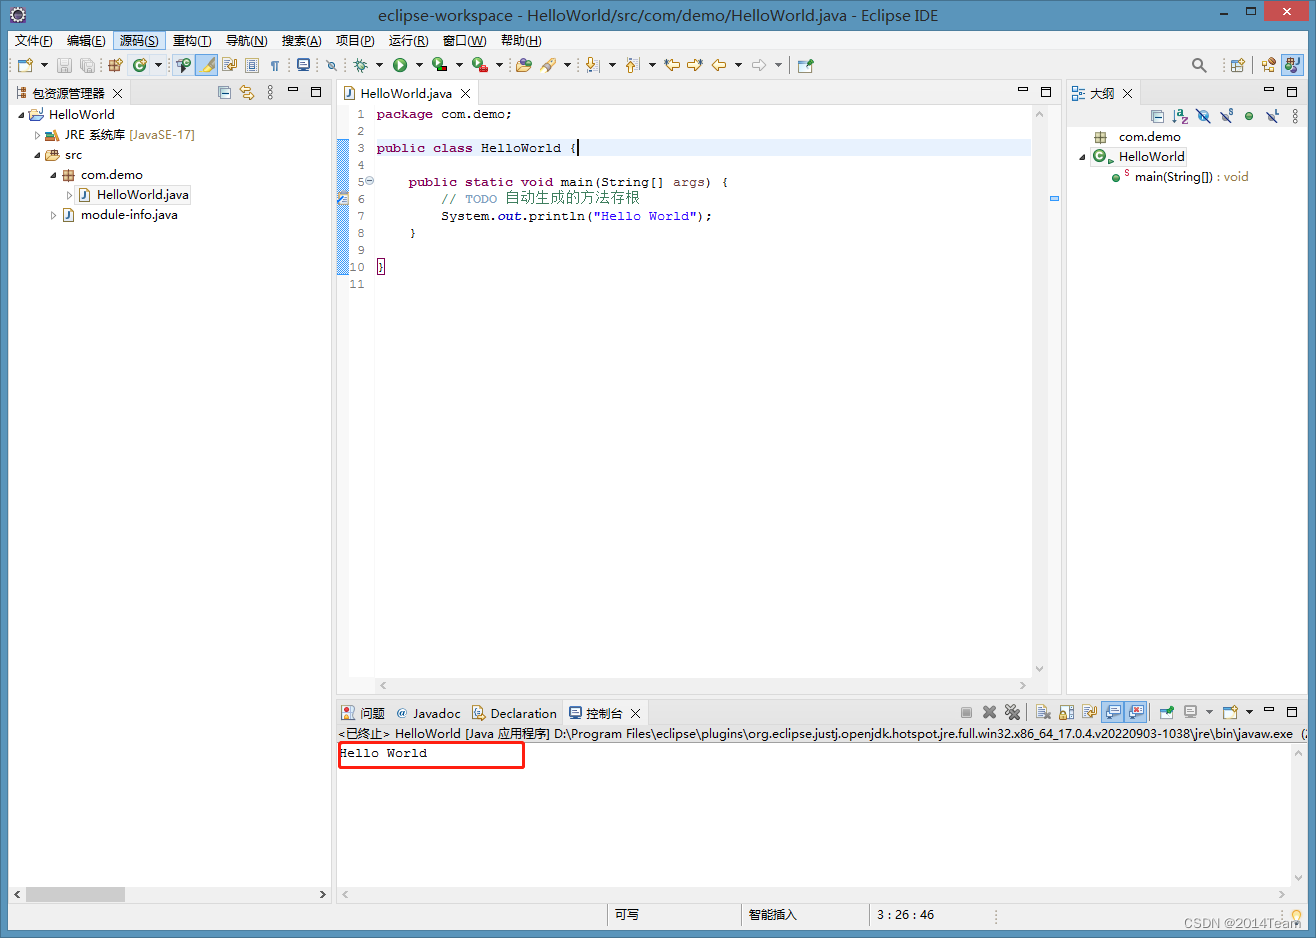 eclipse-workspace - HelloWorld/src/com/demo/HelloWorld.java - Eclipse IDE
文件(F) 编辑(E) 源码(S) 重构(T) 导航(N) 搜索(A) 项目(P) 运行(R) 窗口(W) 帮助(H)
包资源管理器
HelloWorld
JRE 系统库 [JavaSE-17]
src
com.demo
HelloWorld.java
module-info.java
HelloWorld.java
1 package com.demo;
2
3 public class HelloWorld {
4
5 public static void main(String[] args) {
6 // TODO 自动生成的方法存根
7 System.out.println("Hello World");
8 }
9
10 }
11
大纲
com.demo
HelloWorld
main(String[]) : void
问题 @ Javadoc Declaration 控制台
<已终止> HelloWorld [Java 应用程序] D:\Program Files\eclipse\plugins\org.eclipse.justj.openjdk.hotspot.jre.full.win32.x86_64_17.0.4.v20220903-1038\jre\bin\javaw.exe (2
Hello World
可写 智能插入 3 : 26 : 46
CSDN @2014Team